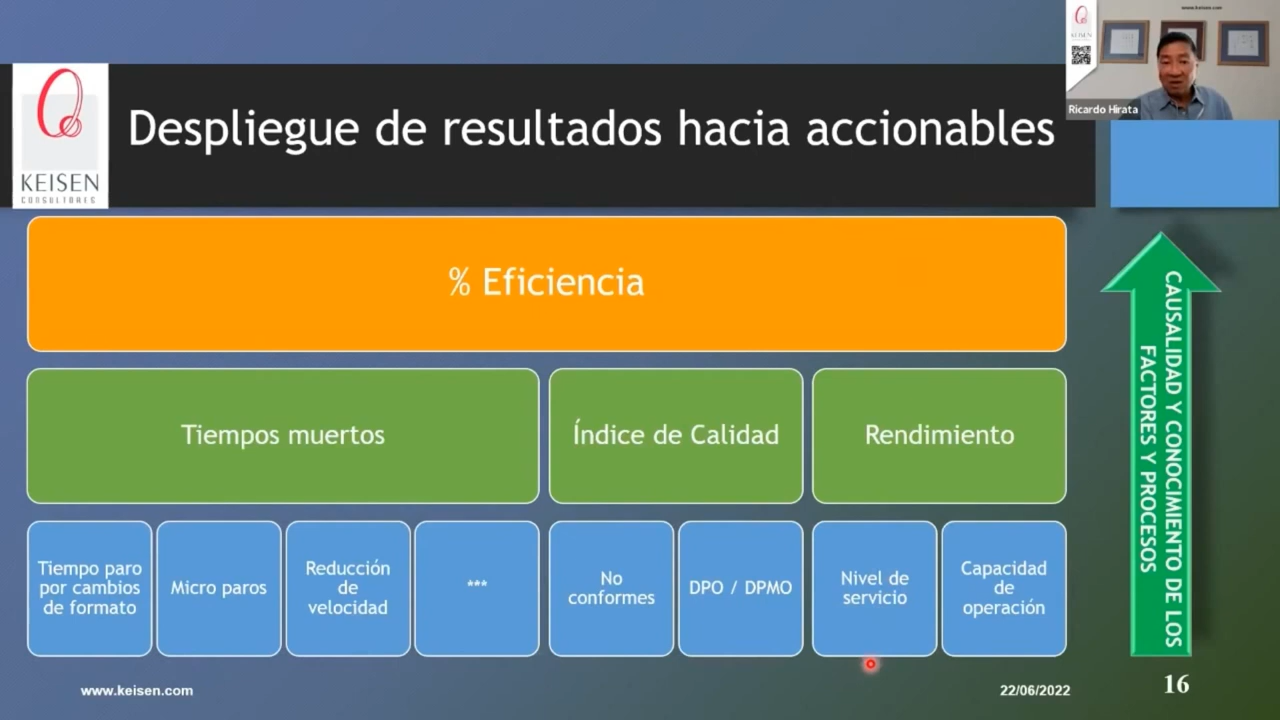 www.keisen.com
KEISEN
Ricardo Hirata
KEISEN
CONSULTORES
Despliegue de resultados hacia accionables
% Eficiencia
Tiempos muertos
Índice de Calidad
Rendimiento
Tiempo paro
por cambios
de formato
Micro paros
Reducción
de
velocidad
***
No
conformes
DPO / DPMO
Nivel de
servicio
Capacidad
de
operación
CAUSALIDAD Y CONOCIMIENTO DE LOS
FACTORES Y PROCESOS
www.keisen.com
22/06/2022
16